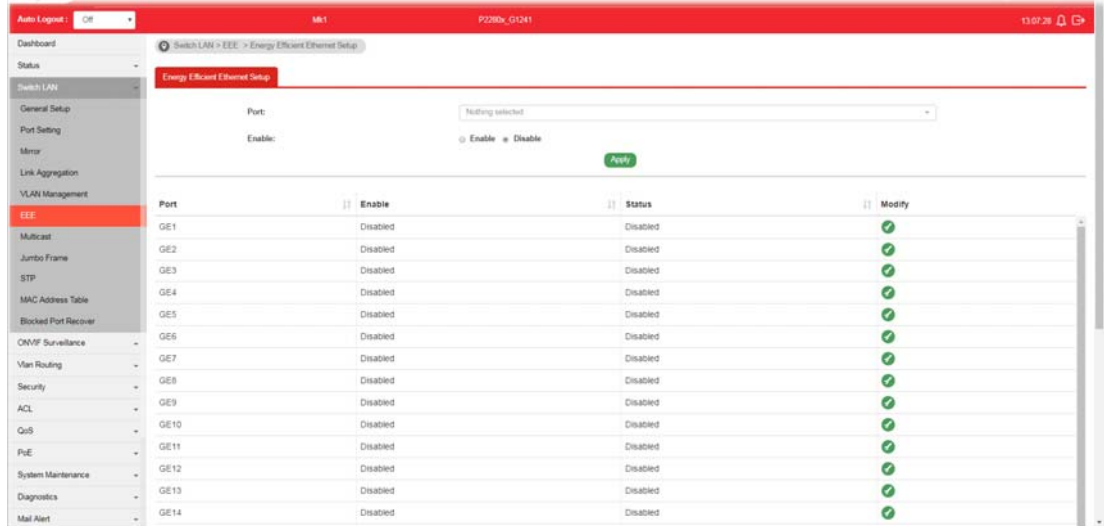 Auto Logout : Off Mk1 P2280x_G1241 13:07:28
Dashboard
Status
Switch LAN
General Setup
Port Setting
Mirror
Link Aggregation
VLAN Management
EEE
Multicast
Jumbo Frame
STP
MAC Address Table
Blocked Port Recover
ONVIF Surveillance
Vlan Routing
Security
ACL
QoS
PoE
System Maintenance
Diagnostics
Mail Alert
Switch LAN > EEE > Energy Efficient Ethernet Setup
Energy Efficient Ethernet Setup
Port: Nothing selected
Enable: Enable Disable
Apply
Port Enable Status Modify
GE1 Disabled Disabled
GE2 Disabled Disabled
GE3 Disabled Disabled
GE4 Disabled Disabled
GE5 Disabled Disabled
GE6 Disabled Disabled
GE7 Disabled Disabled
GE8 Disabled Disabled
GE9 Disabled Disabled
GE10 Disabled Disabled
GE11 Disabled Disabled
GE12 Disabled Disabled
GE13 Disabled Disabled
GE14 Disabled Disabled